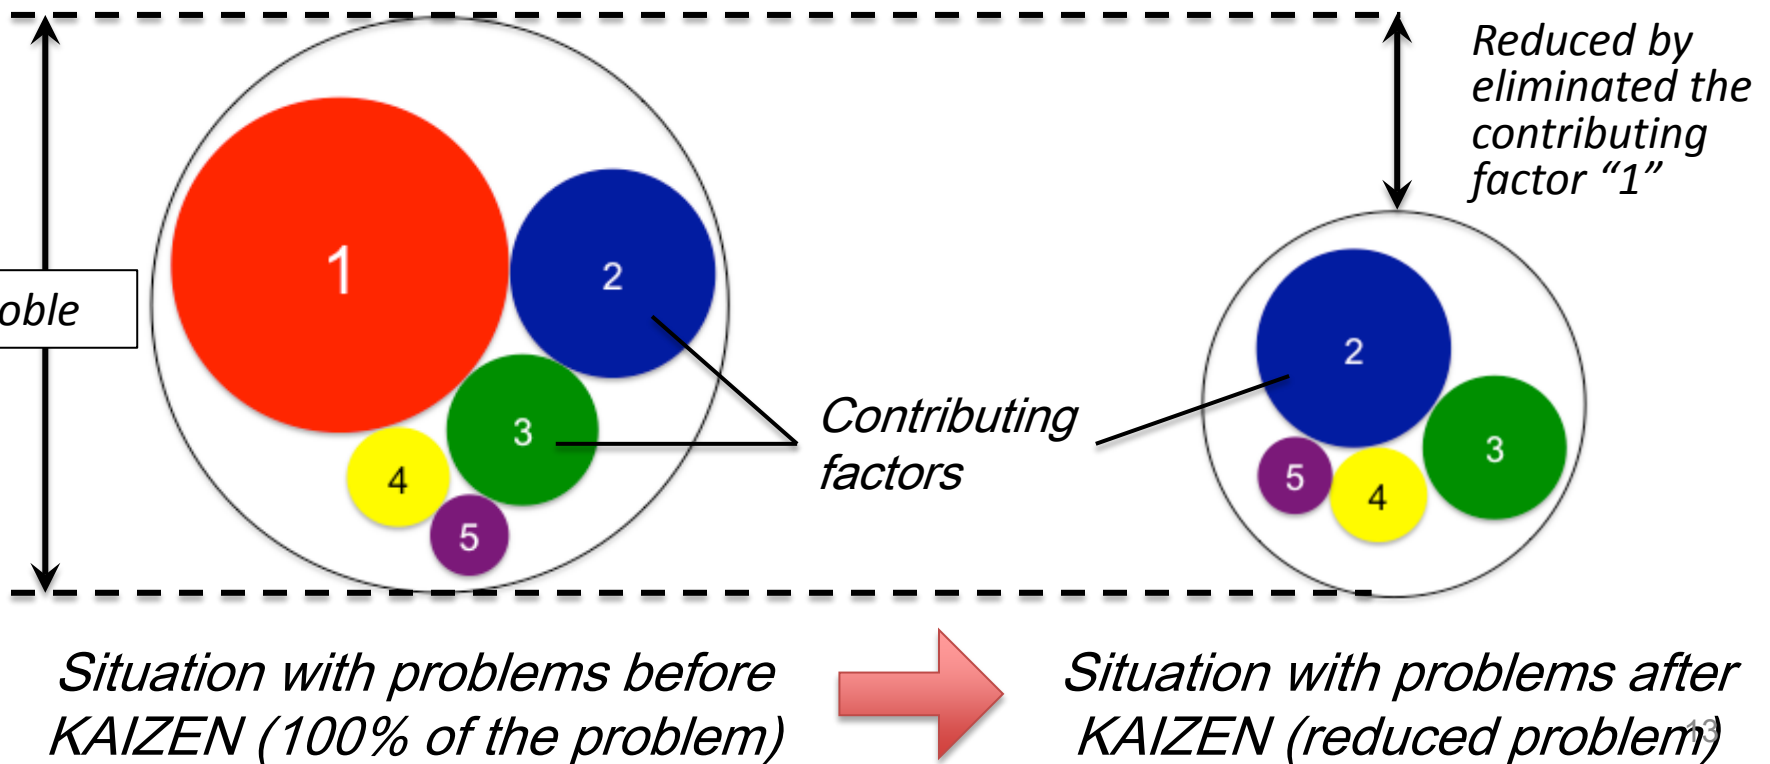 Reduced by
eliminated the
contributing
factor “1”
1
2
oble
3
4
5
Contributing
factors
2
3
5
4
Situation with problems before
KAIZEN (100% of the problem)
Situation with problems after
KAIZEN (reduced problem)
13